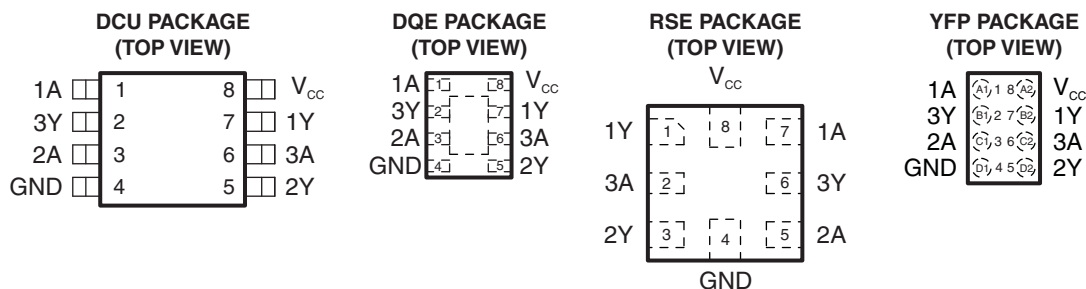 DCU PACKAGE
(TOP VIEW)
1A 1 8 VCC
3Y 2 7 1Y
2A 3 6 3A
GND 4 5 2Y
DQE PACKAGE
(TOP VIEW)
1A 1 8 VCC
3Y 2 7 1Y
2A 3 6 3A
GND 4 5 2Y
RSE PACKAGE
(TOP VIEW)
VCC
1Y 1 8 7 1A
3A 2 6 3Y
2Y 3 4 5 2A
GND
YFP PACKAGE
(TOP VIEW)
1A A1 1 8 A2 VCC
3Y B1 2 7 B2 1Y
2A C1 3 6 C2 3A
GND D1 4 5 D2 2Y